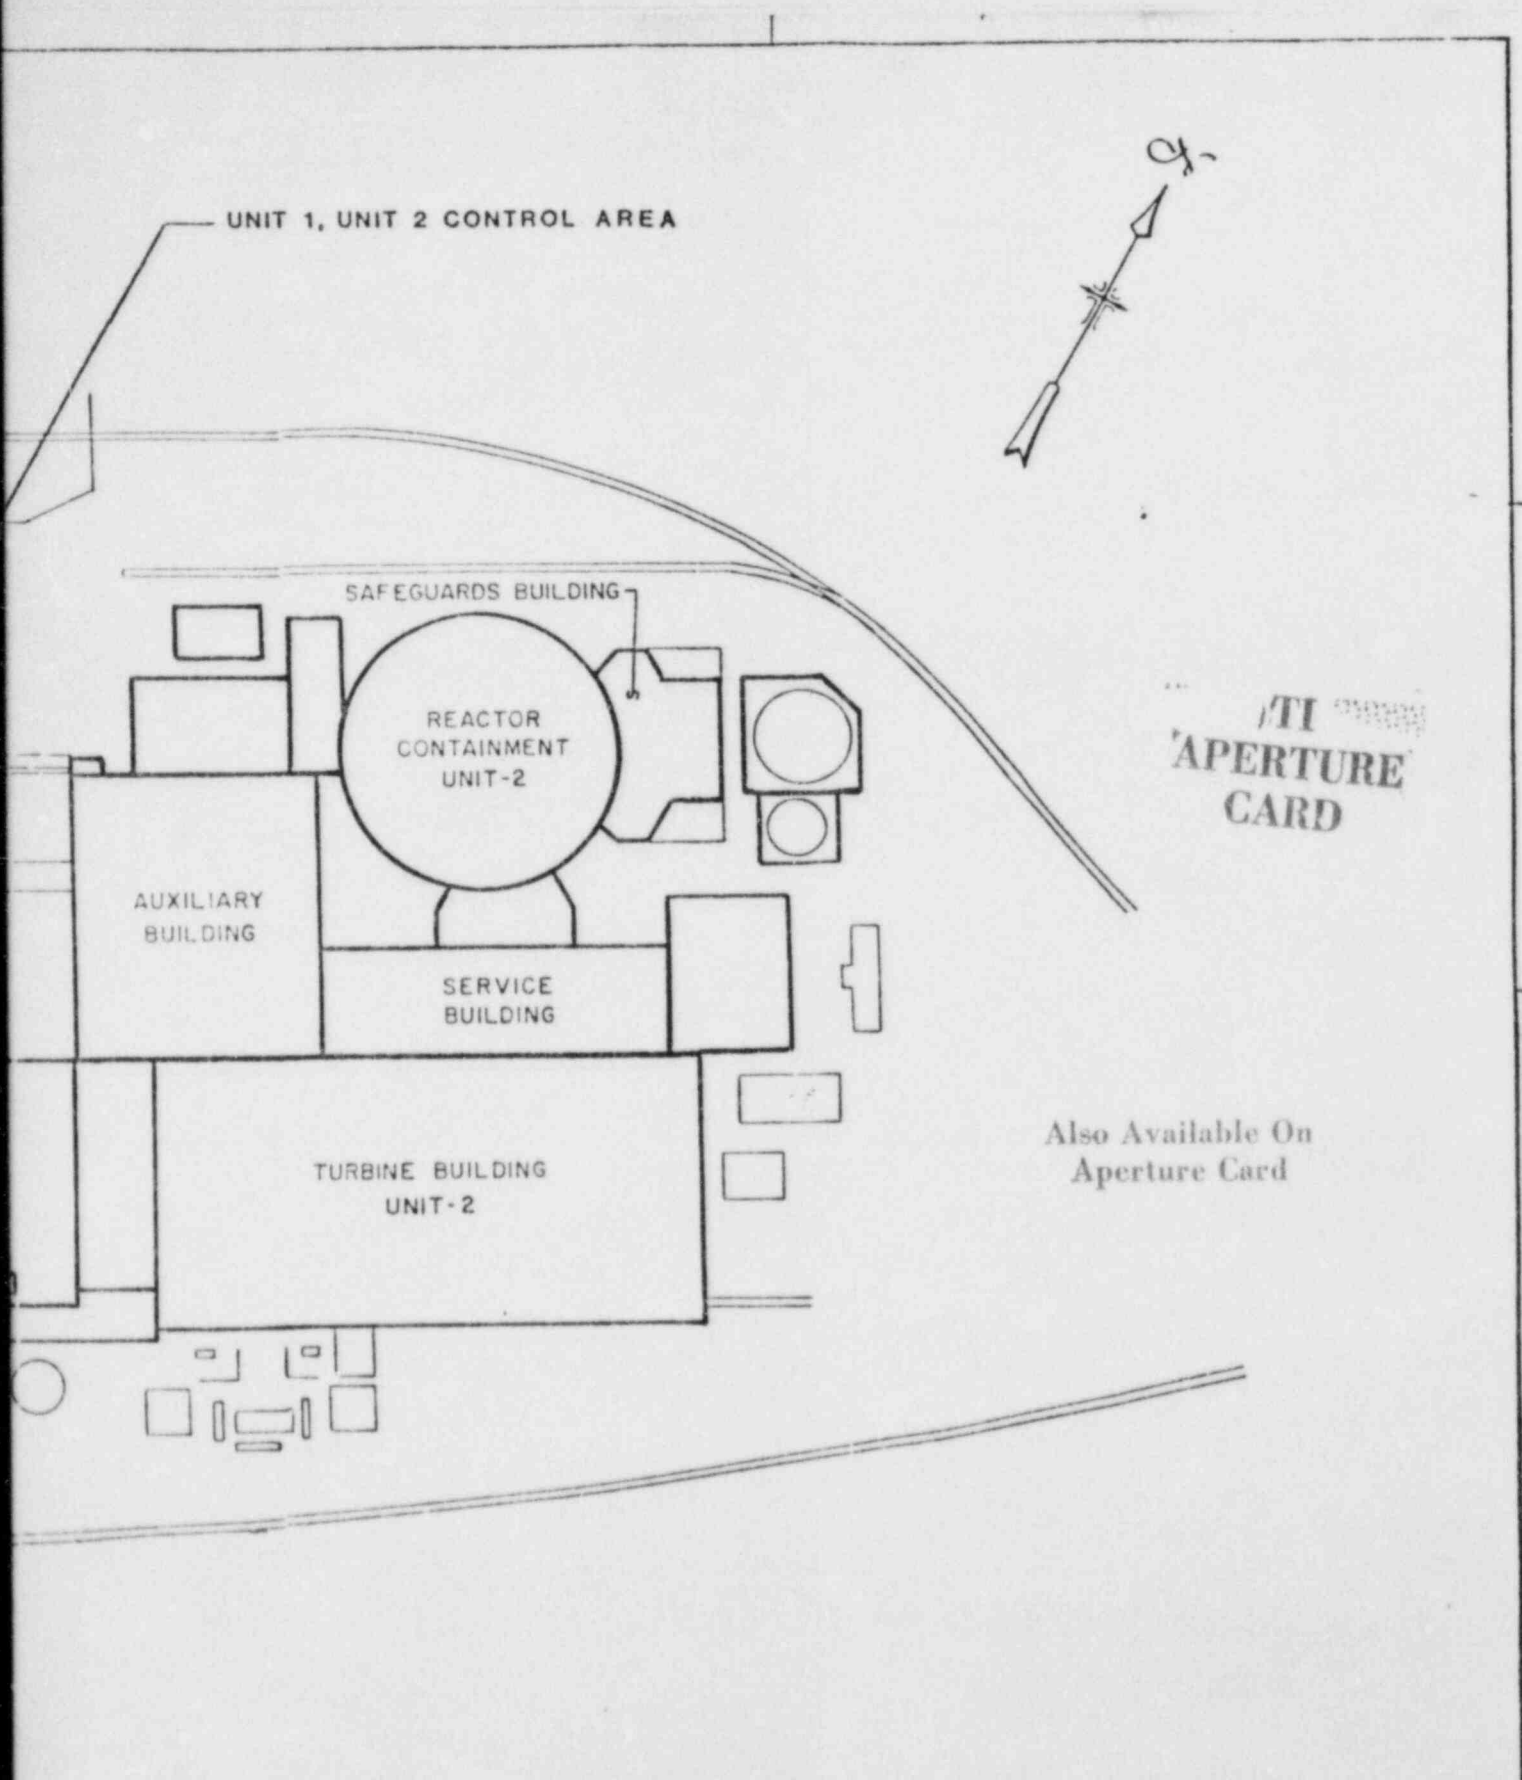 UNIT 1, UNIT 2 CONTROL AREA
SAFEGUARDS BUILDING
REACTOR
CONTAINMENT
UNIT-2
APERTURE
CARD
AUXILIARY
BUILDING
SERVICE
BUILDING
Also Available On
Aperture Card
TURBINE BUILDING
UNIT-2